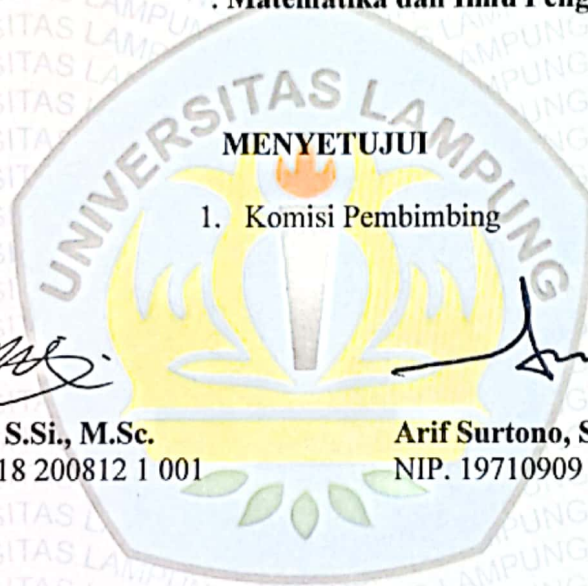 : Matematika dan Ilmu Peng
UNIVERSITAS LAMPUNG
MENYETUJUI
1. Komisi Pembimbing
S.Si., M.Sc.
18 200812 1 001
Arif Surtono, S
NIP. 19710909